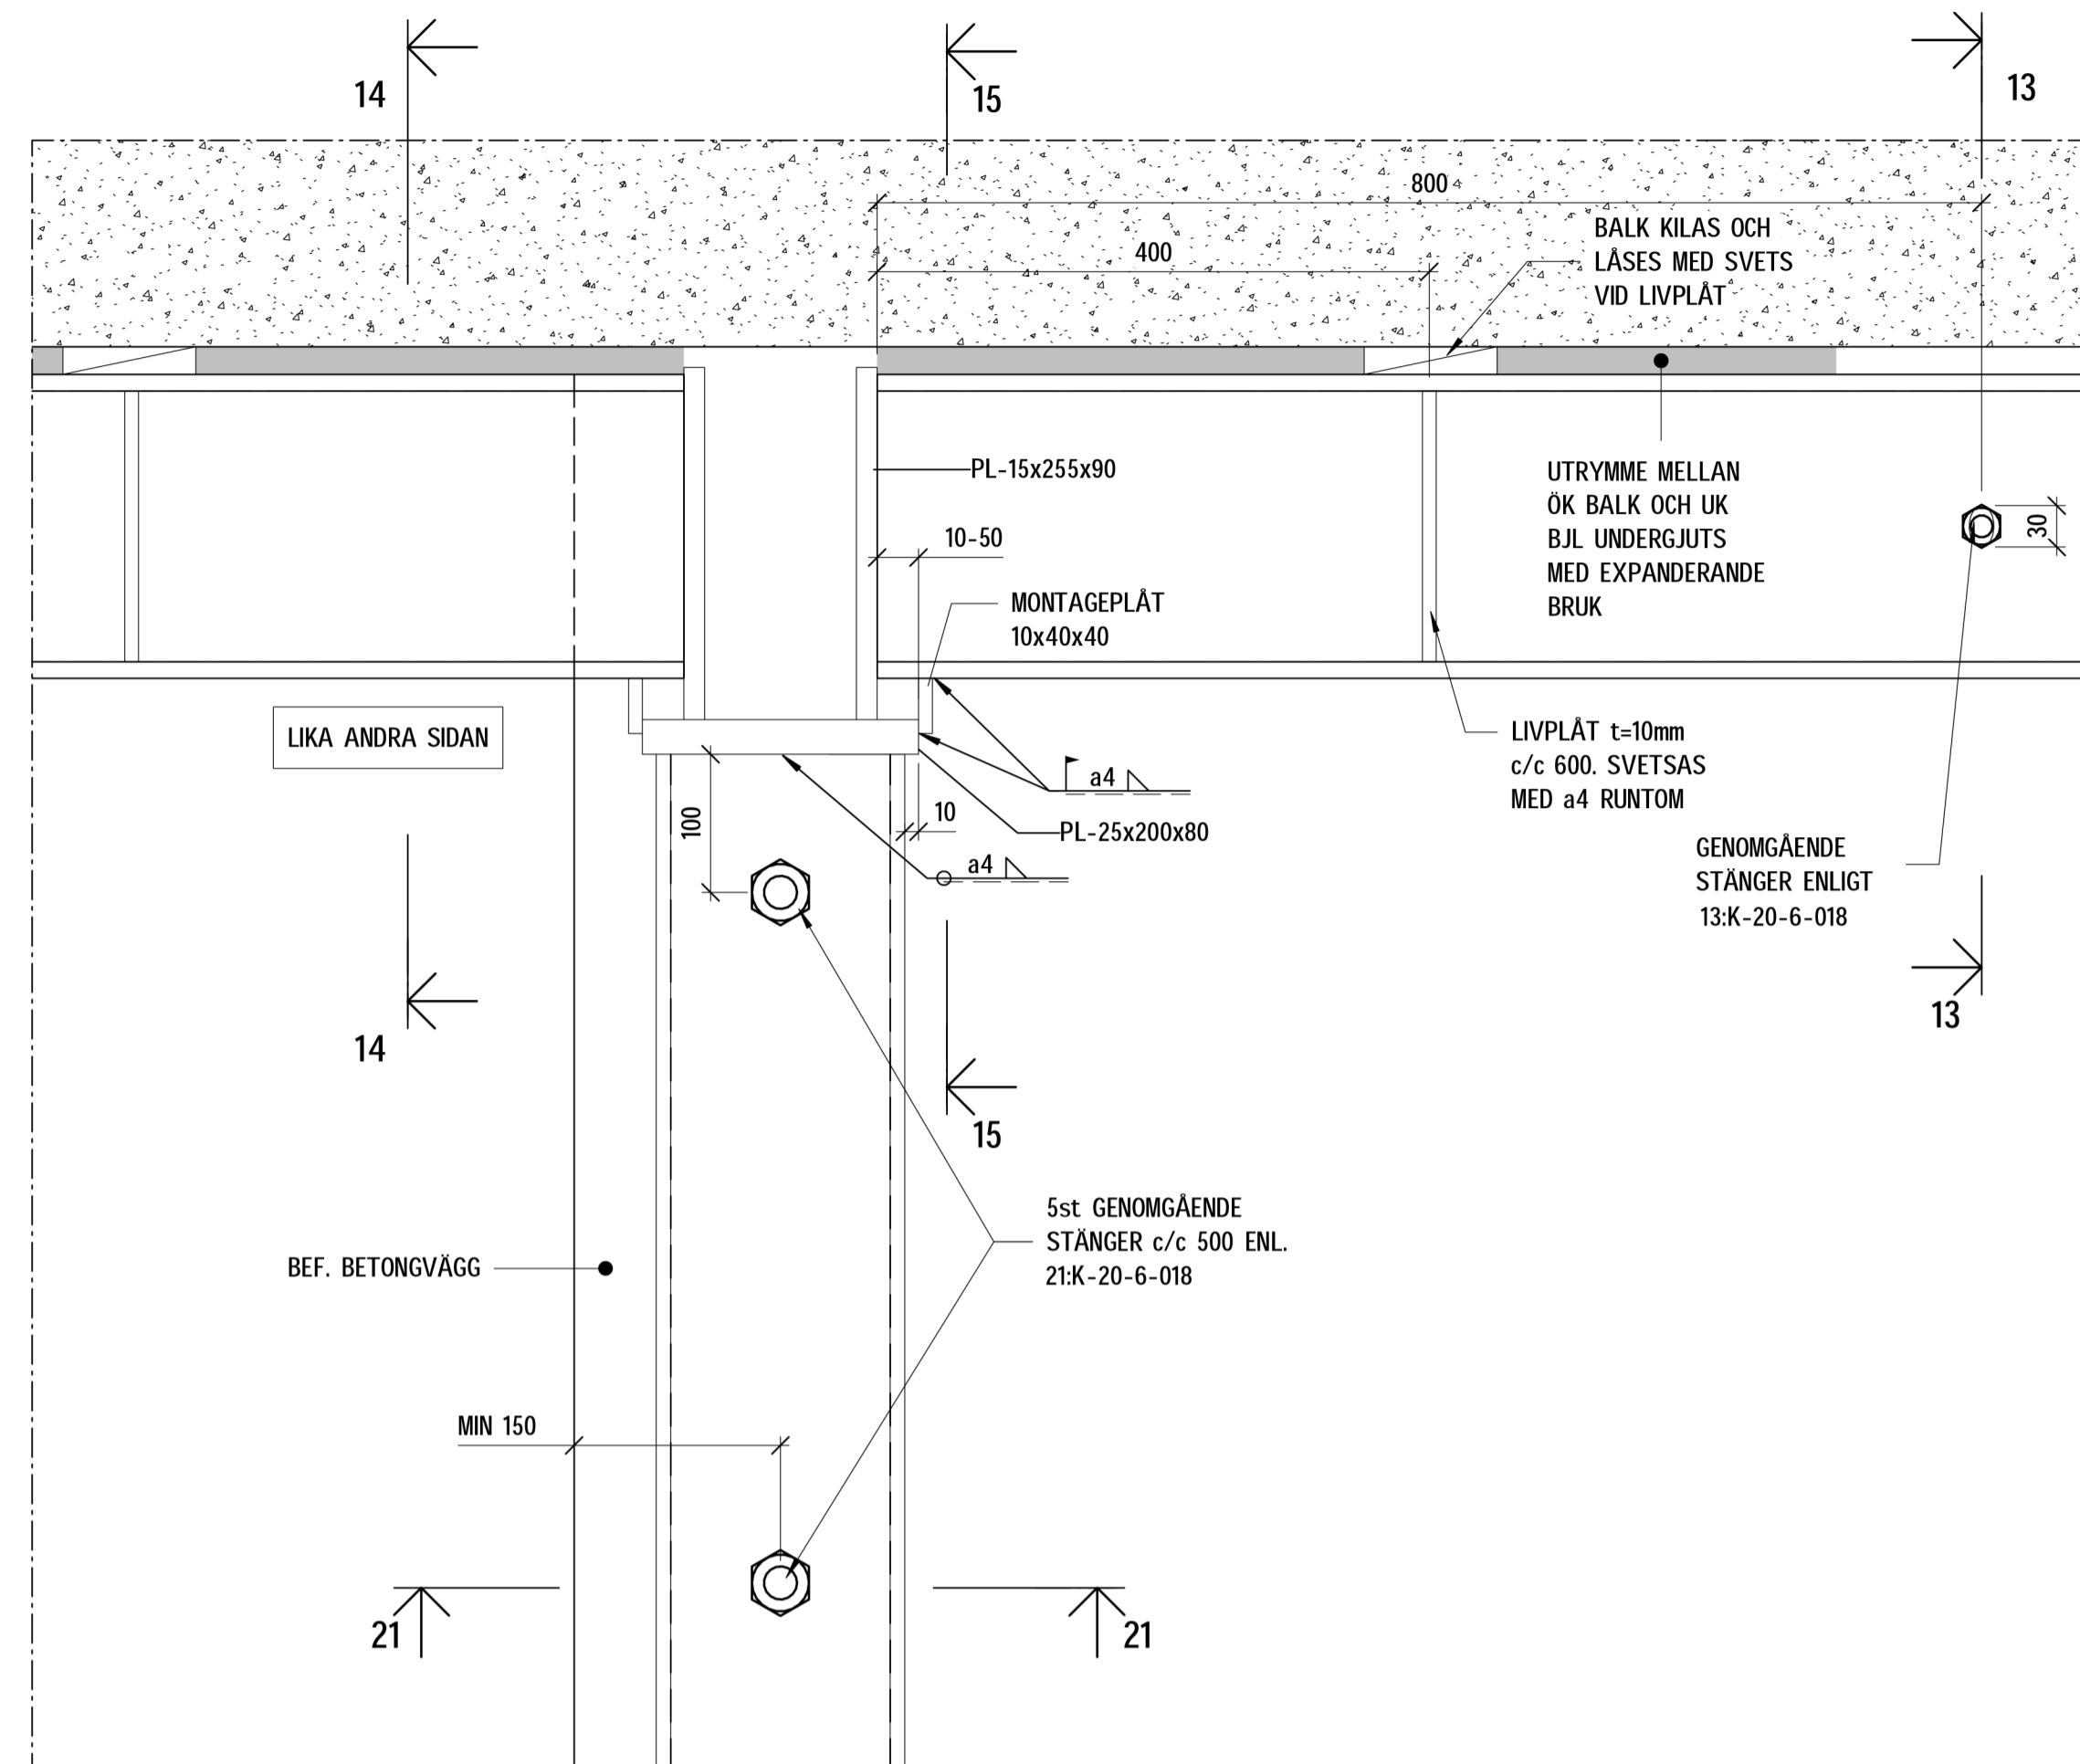 14
15
13
800
400
BALK KILAS OCH
LÅSES MED SVETS
VID LIVPLÅT
PL-15x255x90
UTRYMME MELLAN
ÖK BALK OCH UK
BJL UNDERGJUTS
MED EXPANDERANDE
BRUK
30
10-50
MONTAGEPLÅT
10x40x40
LIKA ANDRA SIDAN
LIVPLÅT t=10mm
c/c 600. SVETSAS
MED a4 RUNTOM
a4
100
10
PL-25x200x80
a4
GENOMGÅENDE
STÄNGER ENLIGT
13:K-20-6-018
14
13
15
5st GENOMGÅENDE
STÄNGER c/c 500 ENL.
21:K-20-6-018
BEF. BETONGVÄGG
MIN 150
21
21